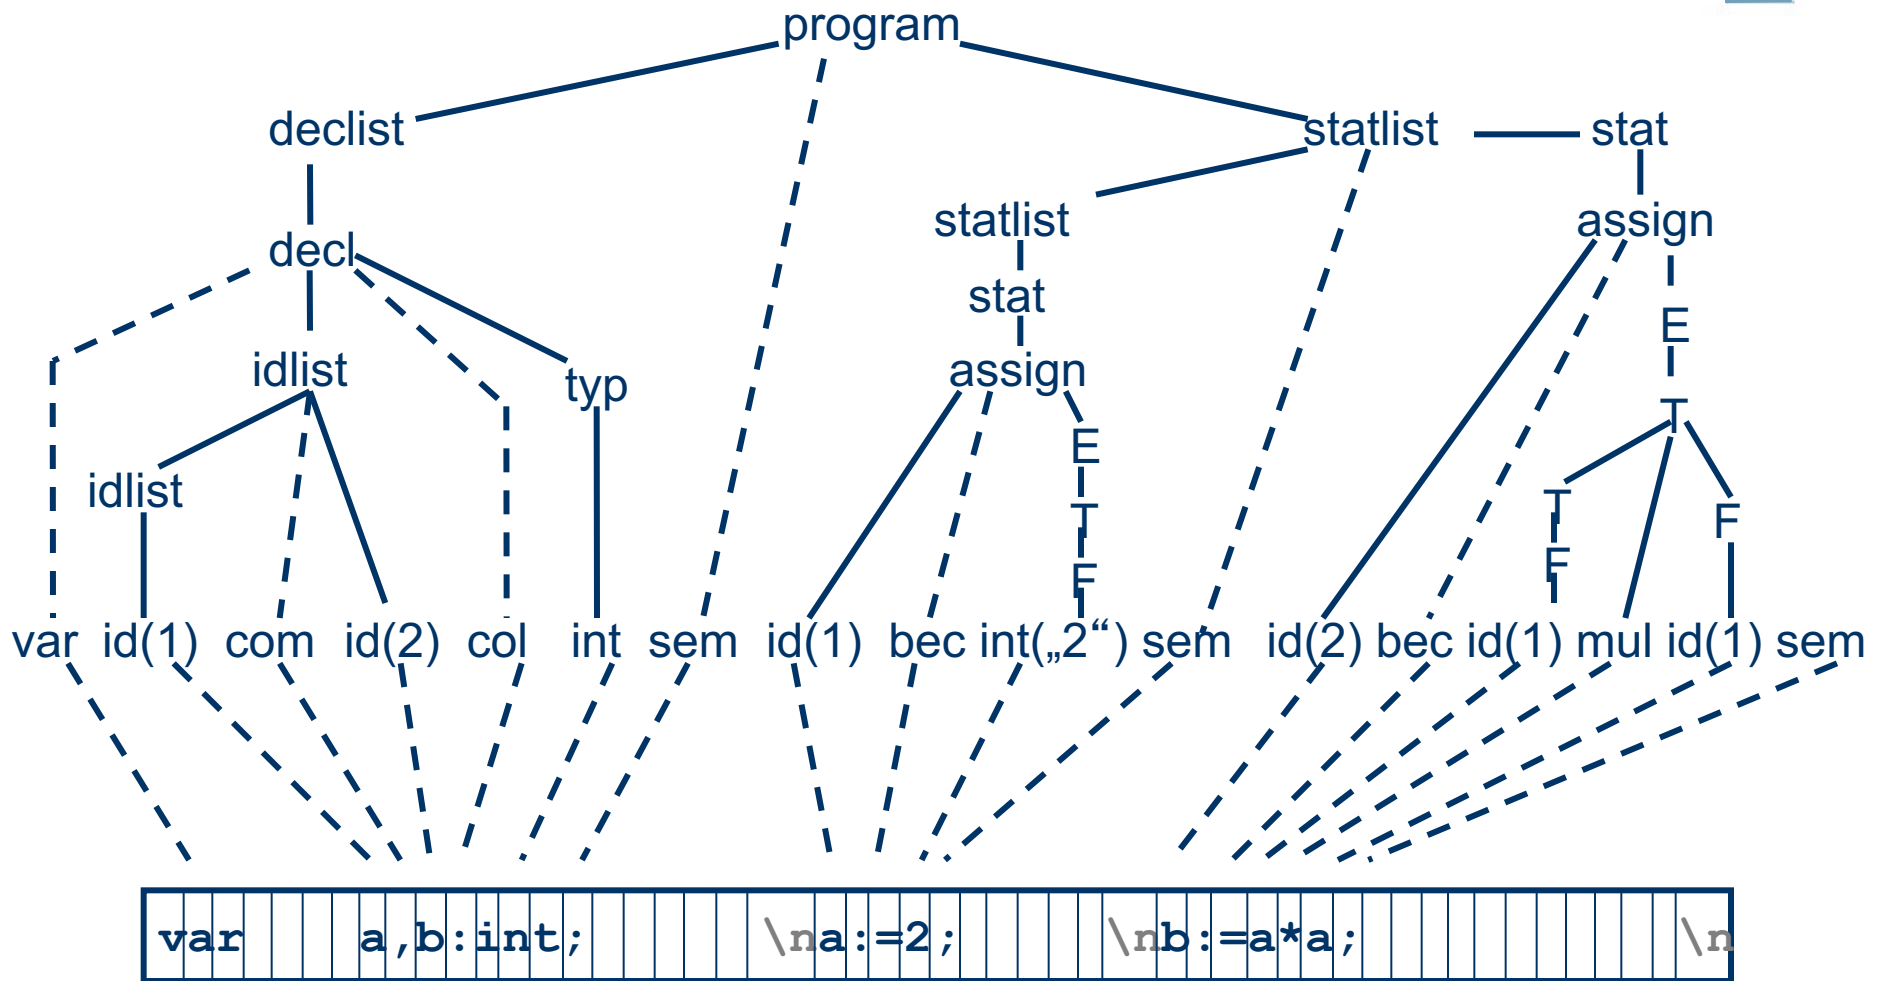 program
declist statlist stat
statlist assign
decl
stat
E
idlist typ assign
T
E
idlist T F
T
F
F
var id(1) com id(2) col int sem id(1) bec int(„2“) sem id(2) bec id(1) mul id(1) sem
var a,b:int; \na:=2; \nb:=a*a; \n